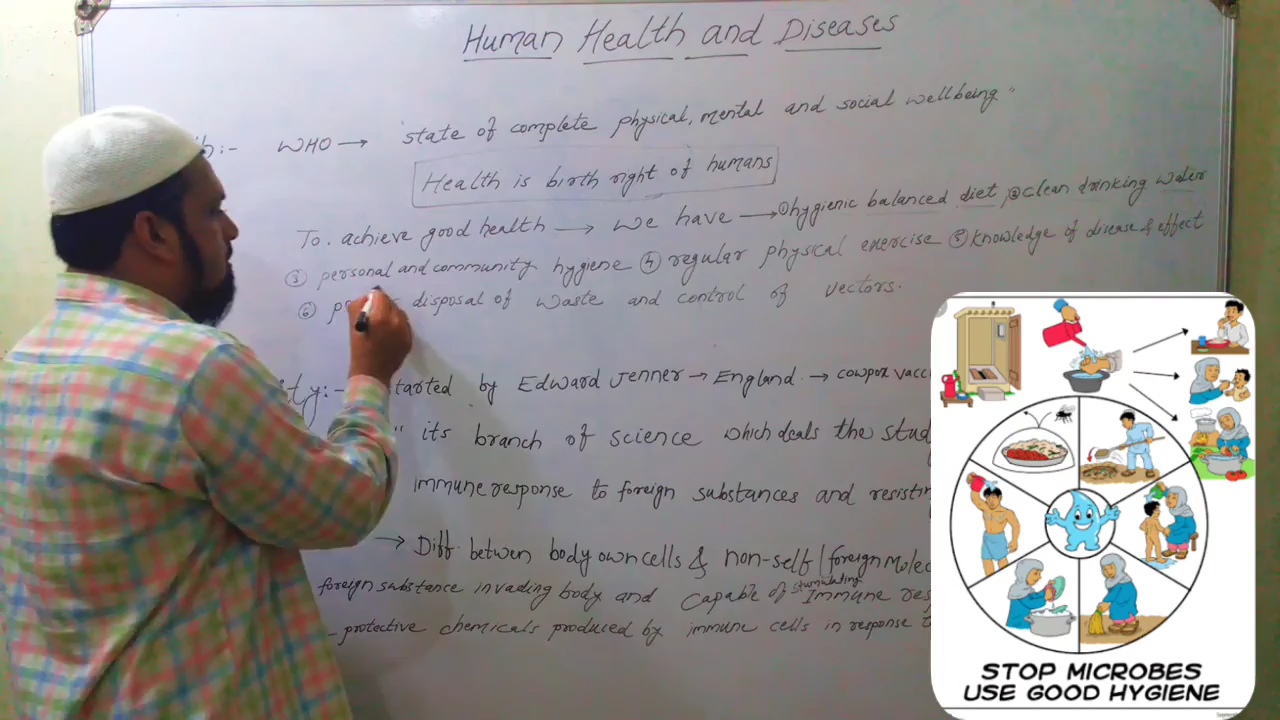 Human Health and Diseases
WHO → "state of complete physical, mental and social wellbeing."
Health is birth right of humans
To achieve good health → We have → ① hygienic balanced diet, ② clean drinking water
③ personal and community hygiene ④ regular physical exercise ⑤ knowledge of disease & effect
⑥ disposal of waste and control of vectors.
started by Edward Jenner → England → cowpox
" its branch of science which deals the
immune response to foreign substances and
→ Diff. between body own cells & non-self (foreign
foreign substance invading body and capable of stimulating Immune
- protective chemicals produced by immune cells in response
STOP MICROBES
USE GOOD HYGIENE